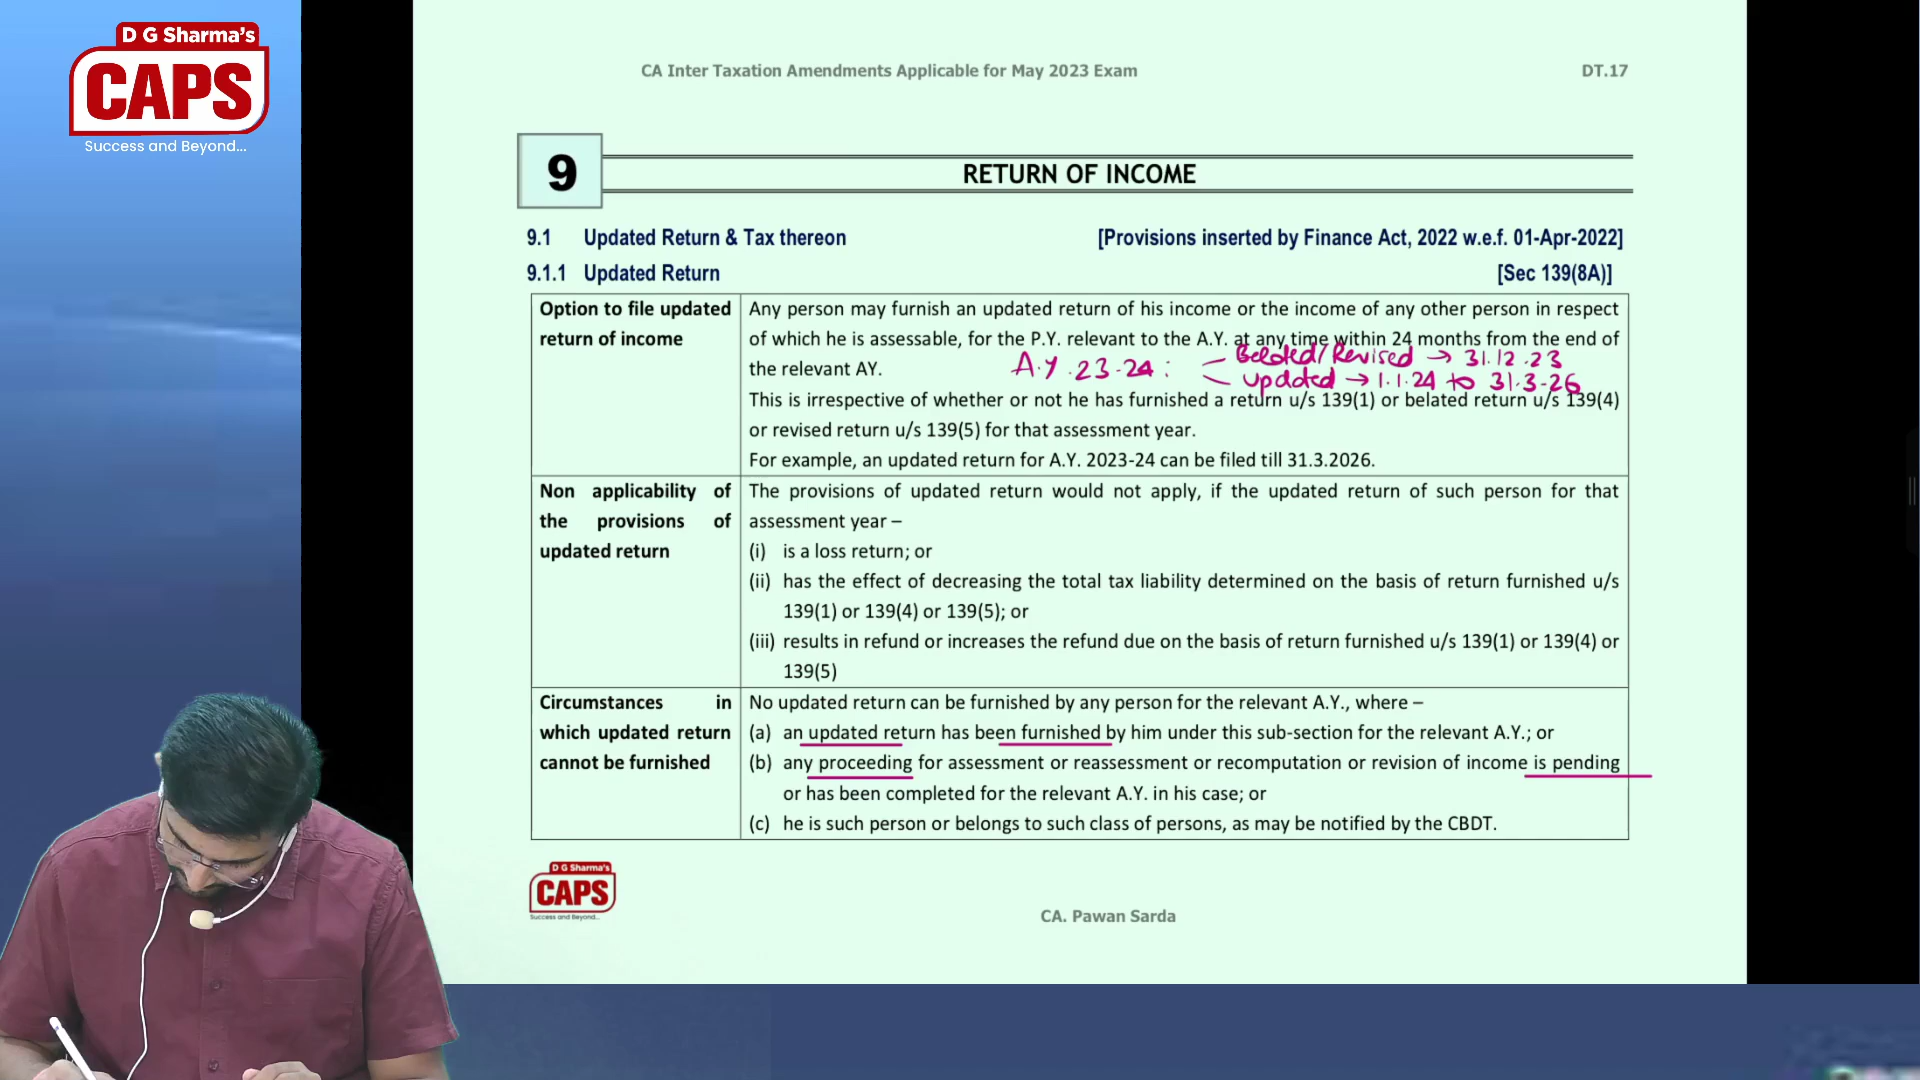 D G Sharma's
CAPS
Success and Beyond...
CA Inter Taxation Amendments Applicable for May 2023 Exam DT.17
9 RETURN OF INCOME
9.1 Updated Return & Tax thereon [Provisions inserted by Finance Act, 2022 w.e.f. 01-Apr-2022]
9.1.1 Updated Return [Sec 139(8A)]
Option to file updated return of income
Any person may furnish an updated return of his income or the income of any other person in respect
of which he is assessable, for the P.Y. relevant to the A.Y. at any time within 24 months from the end of
the relevant AY.
A.Y. 23-24 : — Belated/Revised → 31.12.23
— Updated → 1.1.24 to 31.3-26
This is irrespective of whether or not he has furnished a return u/s 139(1) or belated return u/s 139(4)
or revised return u/s 139(5) for that assessment year.
For example, an updated return for A.Y. 2023-24 can be filed till 31.3.2026.
Non applicability of the provisions of updated return
The provisions of updated return would not apply, if the updated return of such person for that
assessment year –
(i) is a loss return; or
(ii) has the effect of decreasing the total tax liability determined on the basis of return furnished u/s
139(1) or 139(4) or 139(5); or
(iii) results in refund or increases the refund due on the basis of return furnished u/s 139(1) or 139(4) or
139(5)
Circumstances in which updated return cannot be furnished
No updated return can be furnished by any person for the relevant A.Y., where –
(a) an updated return has been furnished by him under this sub-section for the relevant A.Y.; or
(b) any proceeding for assessment or reassessment or recomputation or revision of income is pending
or has been completed for the relevant A.Y. in his case; or
(c) he is such person or belongs to such class of persons, as may be notified by the CBDT.
D G Sharma's
CAPS
Success and Beyond...
CA. Pawan Sarda